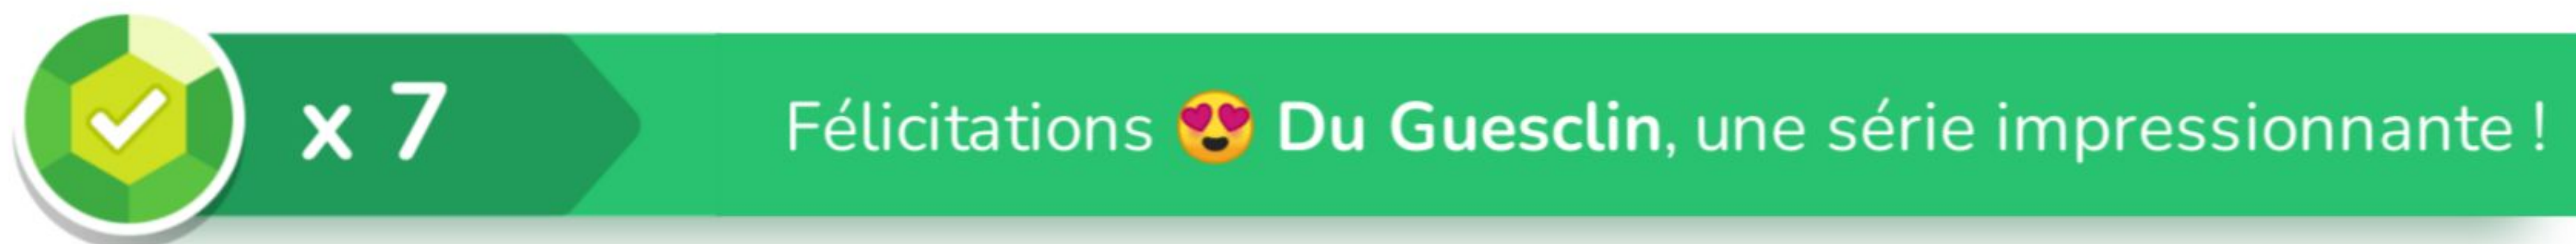 x 7 Félicitations 😍 Du Guesclin, une série impressionnante !